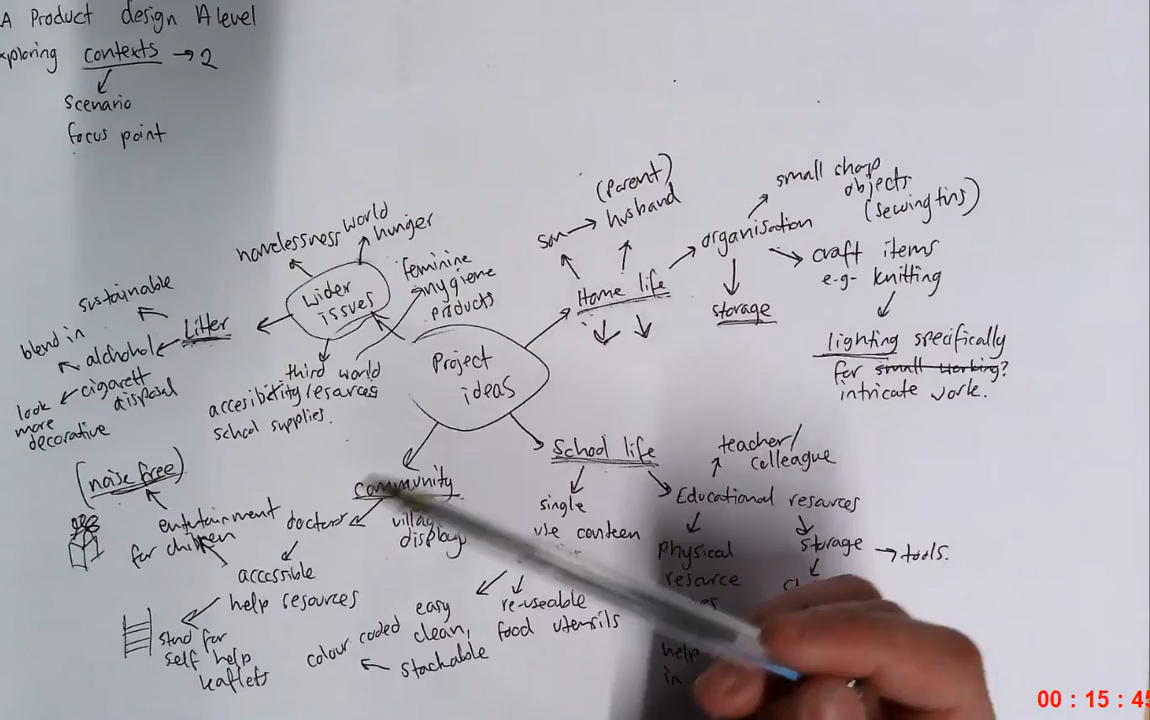 A Product design A level
xploring contexts → 2
scenario
focus point
Project
ideas
Wider
issues
homelessness
world
hunger
feminine
hygiene
products
third world
accesibility/resources
school supplies.
Litter
sustainable
alchohol
blend in
cigarett
disposal
look
more
decorative
Home life
son → husband
(parent)
organisation
small cheap
objects
(sewing tins)
craft items
e.g- knitting
storage
lighting specifically
for small working?
intricate work.
School life
single
use canteen
re-useable
food utensils
easy
clean,
stackable
colour coded
Educational resources
teacher/
colleague
physical
resource
help
in
storage → tools.
community
village
display
doctors
accessible
help resources
entertainment
for children
(noise free)
stand for
self help
leaflets
00 : 15 : 45